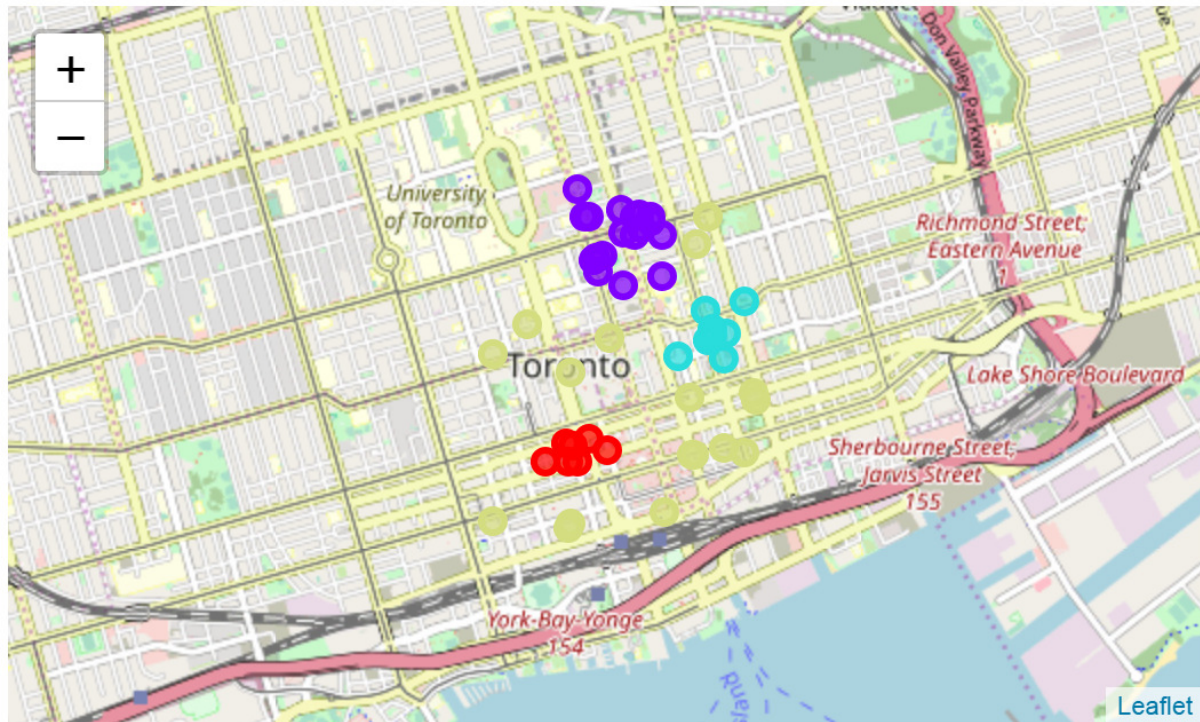 +
−
Don Valley Parkway
University
of Toronto
Richmond Street;
Eastern Avenue
1
Toronto
Lake Shore Boulevard
Sherbourne Street;
Jarvis Street
155
York-Bay-Yonge
154
Leaflet